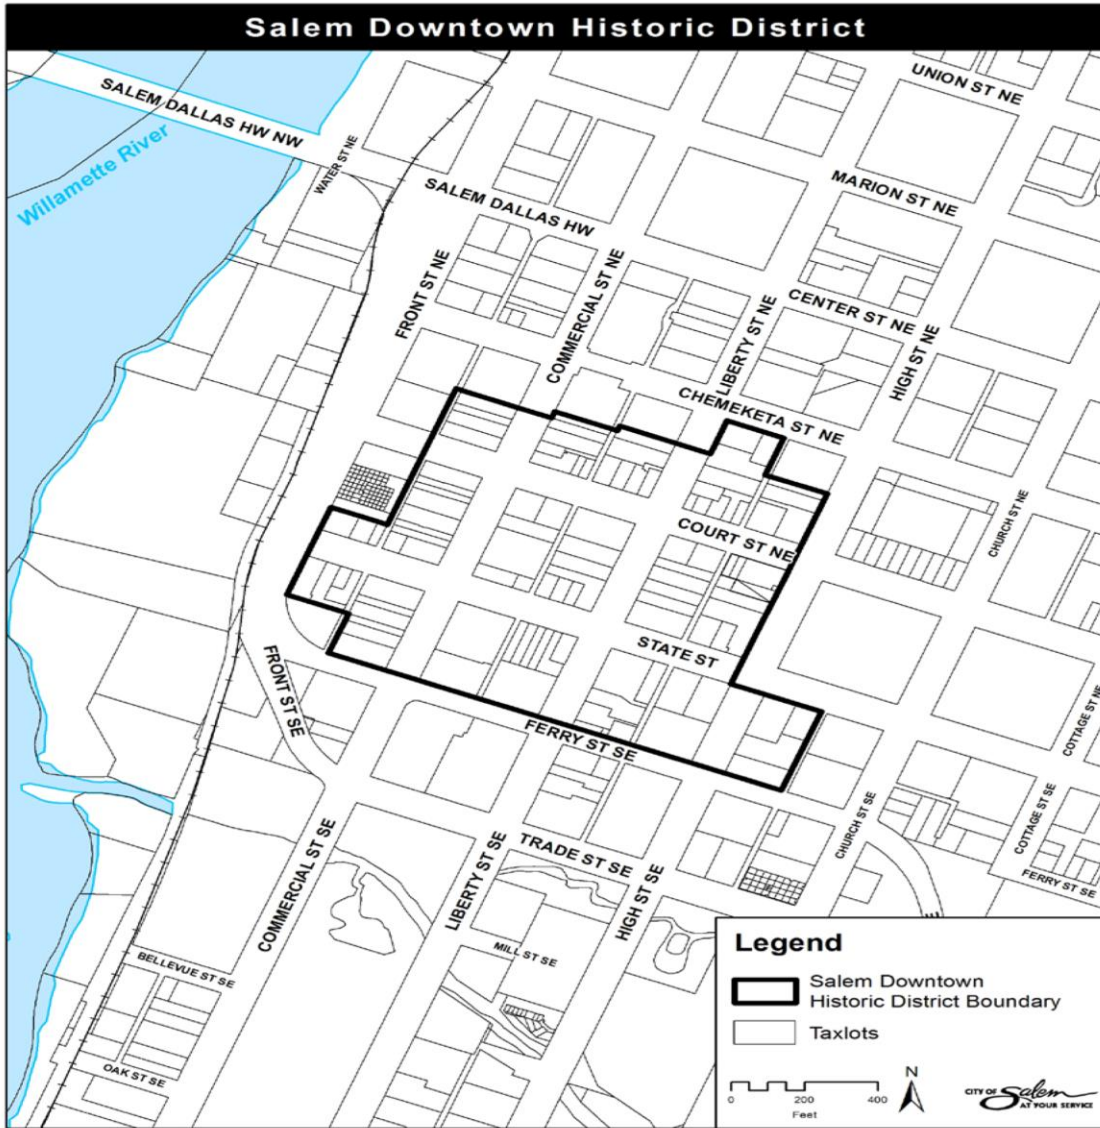 Salem Downtown Historic District
UNION ST NE
SALEM DALLAS HW NW
Willamette River
WATER ST NE
MARION ST NE
SALEM DALLAS HW
FRONT ST NE
COMMERCIAL ST NE
CENTER ST NE
LIBERTY ST NE
HIGH ST NE
CHEMEKETA ST NE
COURT ST NE
CHURCH ST NE
STATE ST
FRONT ST SE
FERRY ST SE
COTTAGE ST NE
COTTAGE ST SE
CHURCH ST SE
TRADE ST SE
COMMERCIAL ST SE
LIBERTY ST SE
HIGH ST SE
FERRY ST SE
MILL ST SE
BELLEVUE ST SE
OAK ST SE
Legend
Salem Downtown
Historic District Boundary
Taxlots
N
0 200 400
Feet
CITY OF Salem
AT YOUR SERVICE